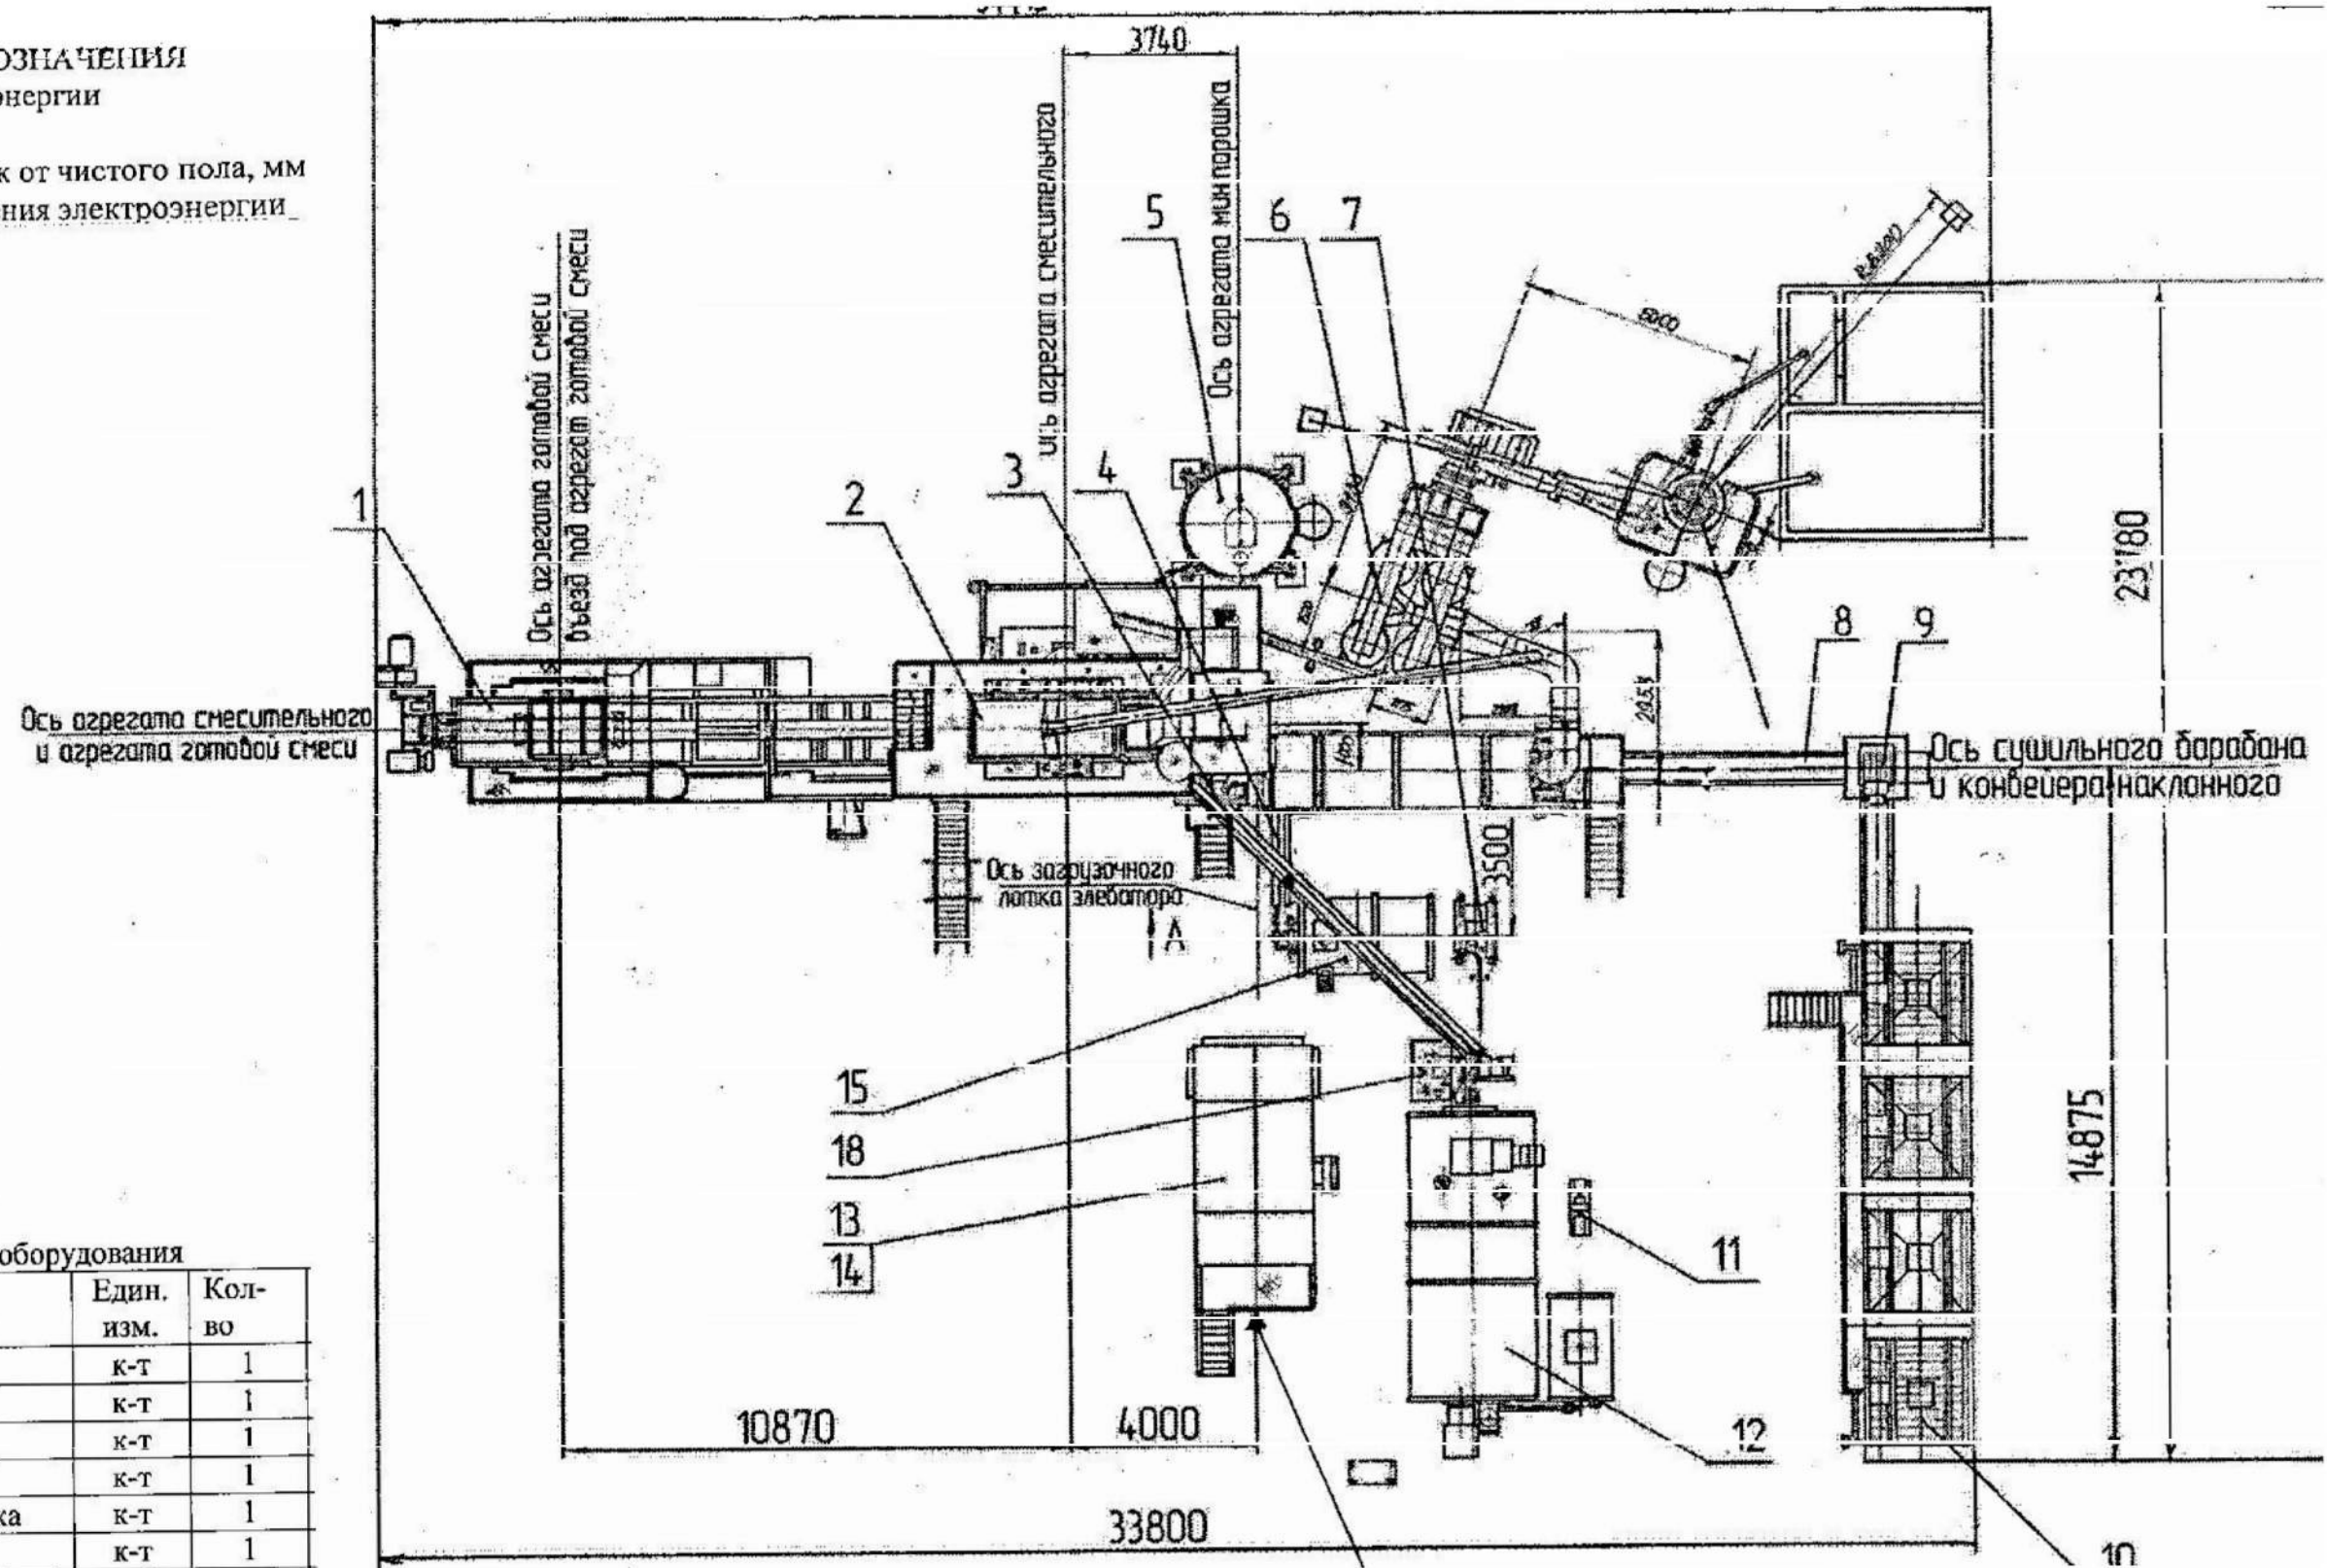 ОЗНАЧЕНИЯ
энергии
к от чистого пола, мм
ния электроэнергии
3740
Ось агрегата готовой смеси
въезд под агрегат готовой смеси
агрегата смесительного
Ось агрегата мин порошка
5
6
7
6000
1
2
3
4
8
9
23780
Ось агрегата смесительного
и агрегата готовой смеси
Ось сушильного барабана
и конвейера наклонного
2053
3500
Ось загрузочного
лотка элеватора
А
15
18
13
14
11
12
14875
10870
4000
33800
10
оборудования
Един. изм.
Кол-во
к-т 1
к-т 1
к-т 1
к-т 1
ка к-т 1
к-т 1